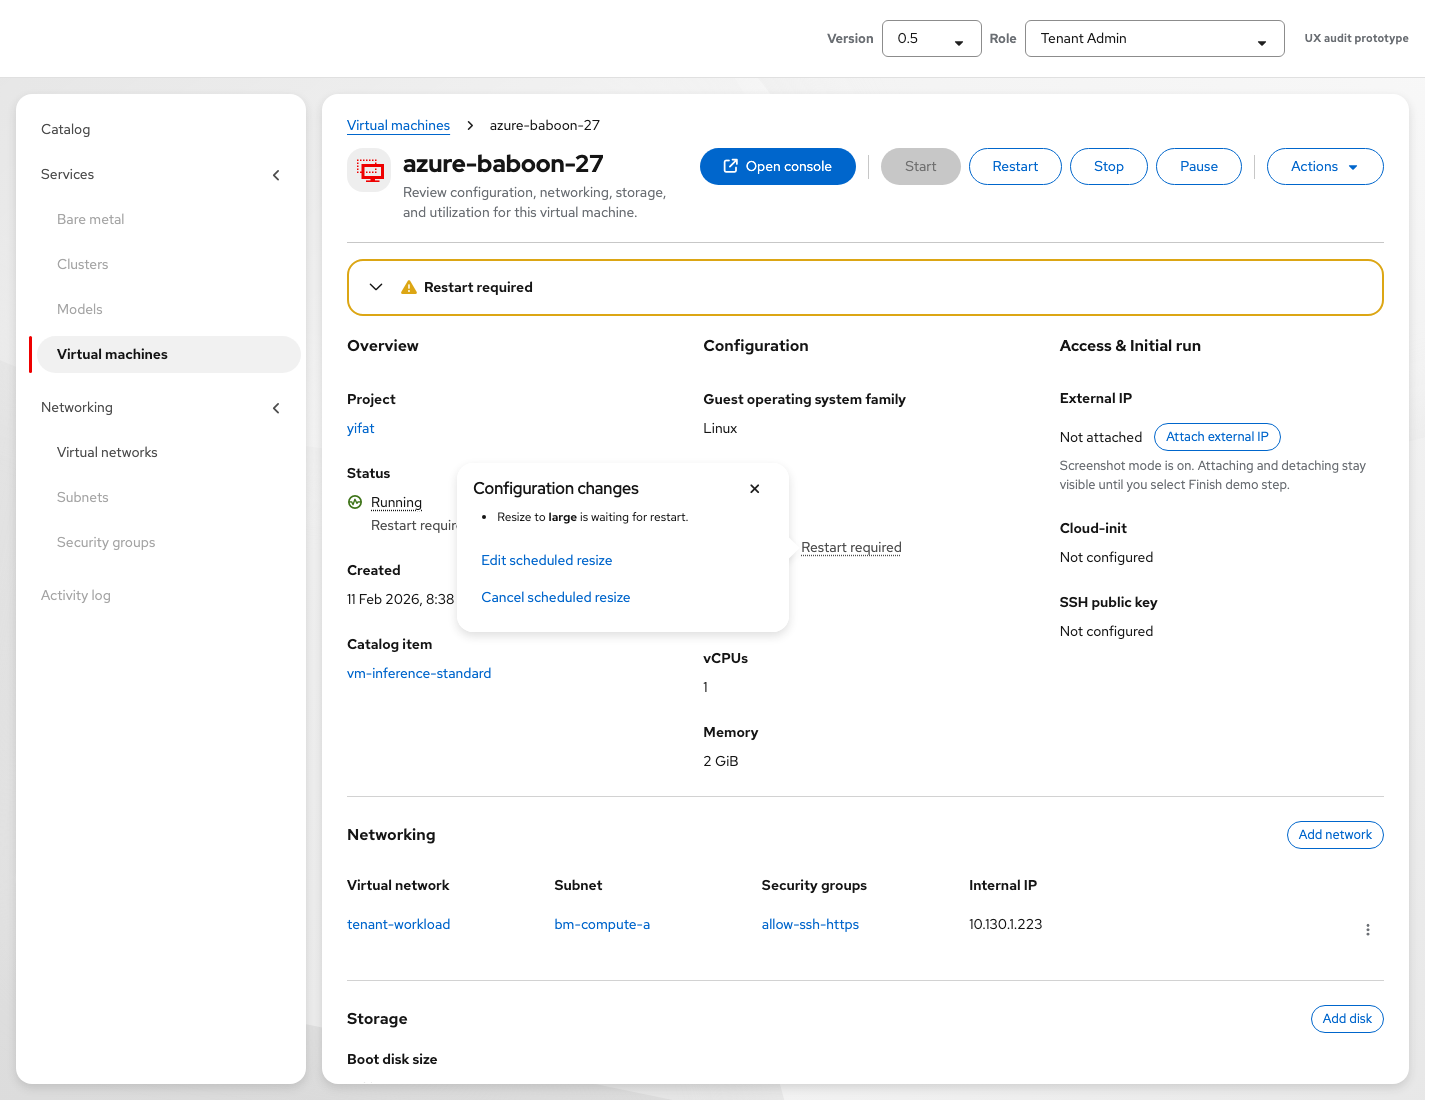 Version 0.5 Role Tenant Admin UX audit prototype
Catalog
Services
Bare metal
Clusters
Models
Virtual machines
Networking
Virtual networks
Subnets
Security groups
Activity log
Virtual machines > azure-baboon-27
azure-baboon-27
Review configuration, networking, storage,
and utilization for this virtual machine.
Open console Start Restart Stop Pause Actions
Restart required
Overview
Project
yifat
Status
Running
Restart requir
Created
11 Feb 2026, 8:38
Catalog item
vm-inference-standard
Configuration
Guest operating system family
Linux
Configuration changes
• Resize to large is waiting for restart.
Edit scheduled resize
Cancel scheduled resize
Restart required
vCPUs
1
Memory
2 GiB
Access & Initial run
External IP
Not attached Attach external IP
Screenshot mode is on. Attaching and detaching stay
visible until you select Finish demo step.
Cloud-init
Not configured
SSH public key
Not configured
Networking Add network
Virtual network Subnet Security groups Internal IP
tenant-workload bm-compute-a allow-ssh-https 10.130.1.223
Storage Add disk
Boot disk size